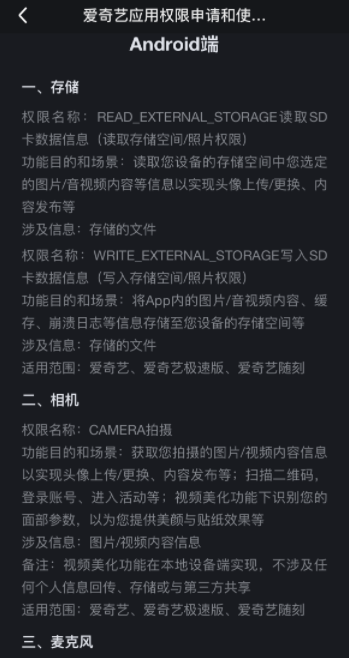 爱奇艺应用权限申请和使...
Android端
一、存储
权限名称：READ_EXTERNAL_STORAGE读取SD
卡数据信息（读取存储空间/照片权限）
功能目的和场景：读取您设备的存储空间中您选定
的图片/音视频内容等信息以实现头像上传/更换、内
容发布等
涉及信息：存储的文件
权限名称：WRITE_EXTERNAL_STORAGE写入SD
卡数据信息（写入存储空间/照片权限）
功能目的和场景：将App内的图片/音视频内容、缓
存、崩溃日志等信息存储至您设备的存储空间等
涉及信息：存储的文件
适用范围：爱奇艺、爱奇艺极速版、爱奇艺随刻
二、相机
权限名称：CAMERA拍摄
功能目的和场景：获取您拍摄的图片/视频内容信息
以实现头像上传/更换、内容发布等；扫描二维码，
登录账号、进入活动等；视频美化功能下识别您的
面部参数，以为您提供美颜与贴纸效果等
涉及信息：图片/视频内容信息
备注：视频美化功能在本地设备端实现，不涉及任
何个人信息回传、存储或与第三方共享
适用范围：爱奇艺、爱奇艺极速版、爱奇艺随刻
三、麦克风